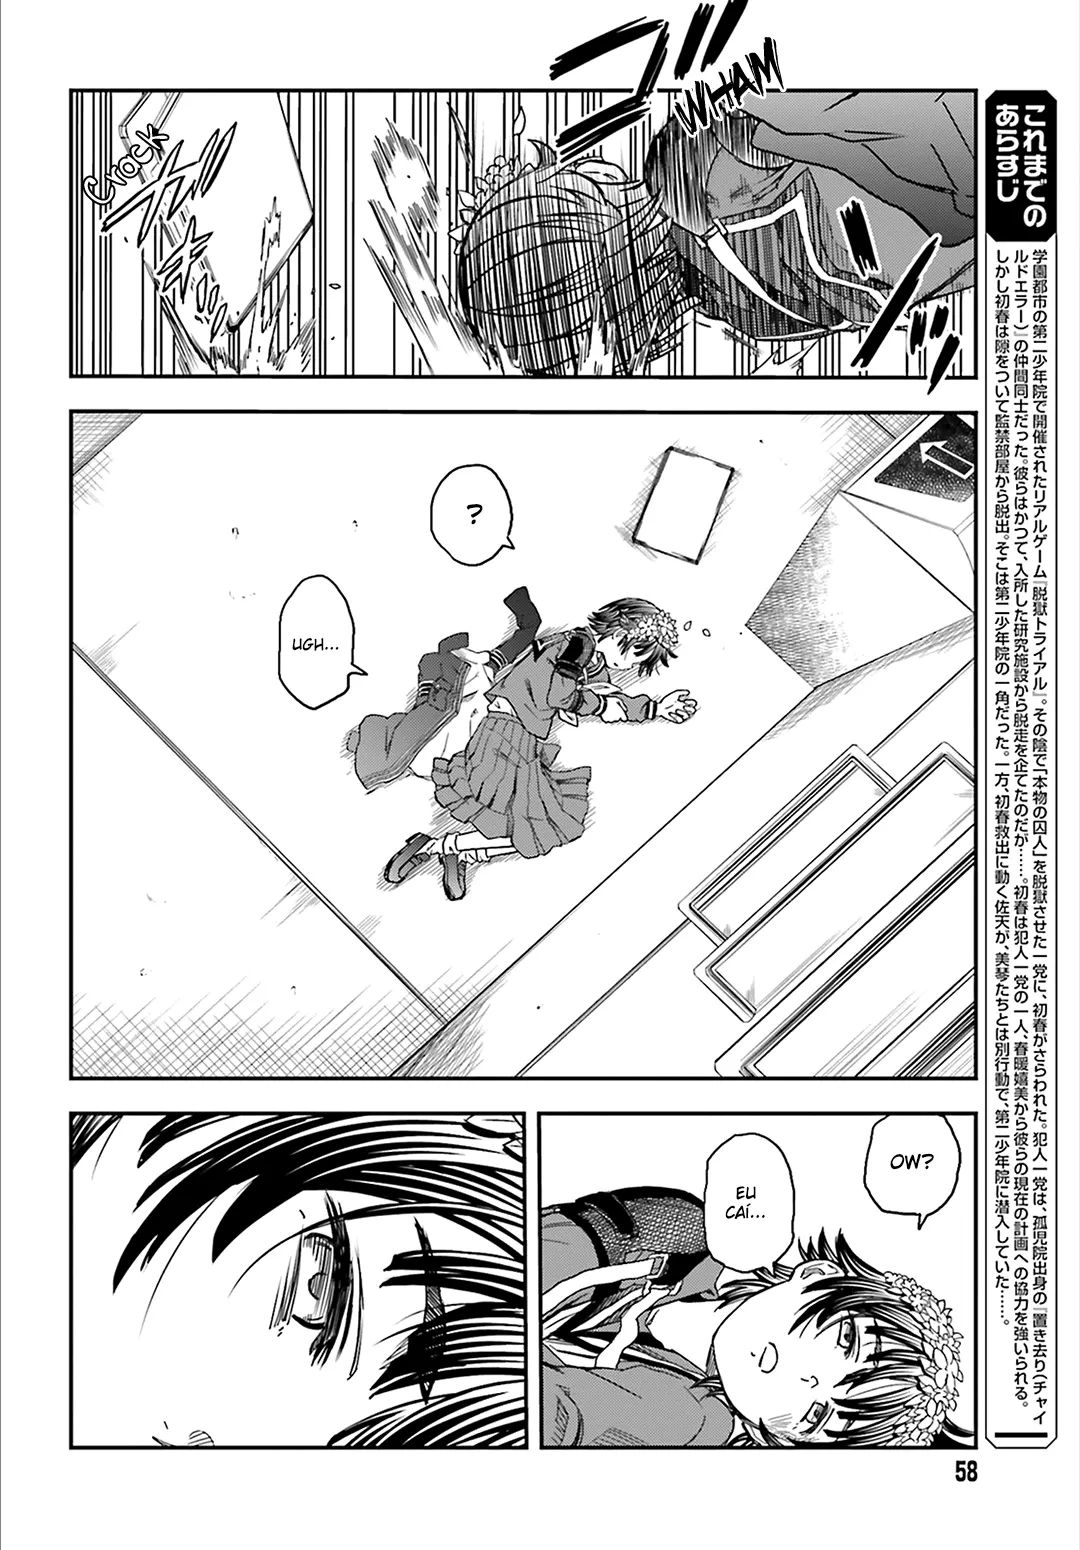 これまでの
あらすじ
学園都市の第二少年院で開催されたリアルゲーム『脱獄トライアル』。その陰で「本物の囚人」を脱獄させた一党に、初春がさらわれた。犯人一党は、孤児院出身の『置き去り(チャイ
ルドエラー)』の仲間同士だった。彼らはかつて、入所した研究施設から脱走を企てたのだが……。初春は犯人一党の一人、春暖嬉美から彼らの現在の計画への協力を強いられる。
しかし初春は隙をついて監禁部屋から脱出。そこは第二少年院の一角だった。一方、初春救出に動く佐天が、美琴たちとは別行動で、第二少年院に潜入していた……。
WHAM
Crack
?
UGH...
OW?
EU
CAÍ...
58